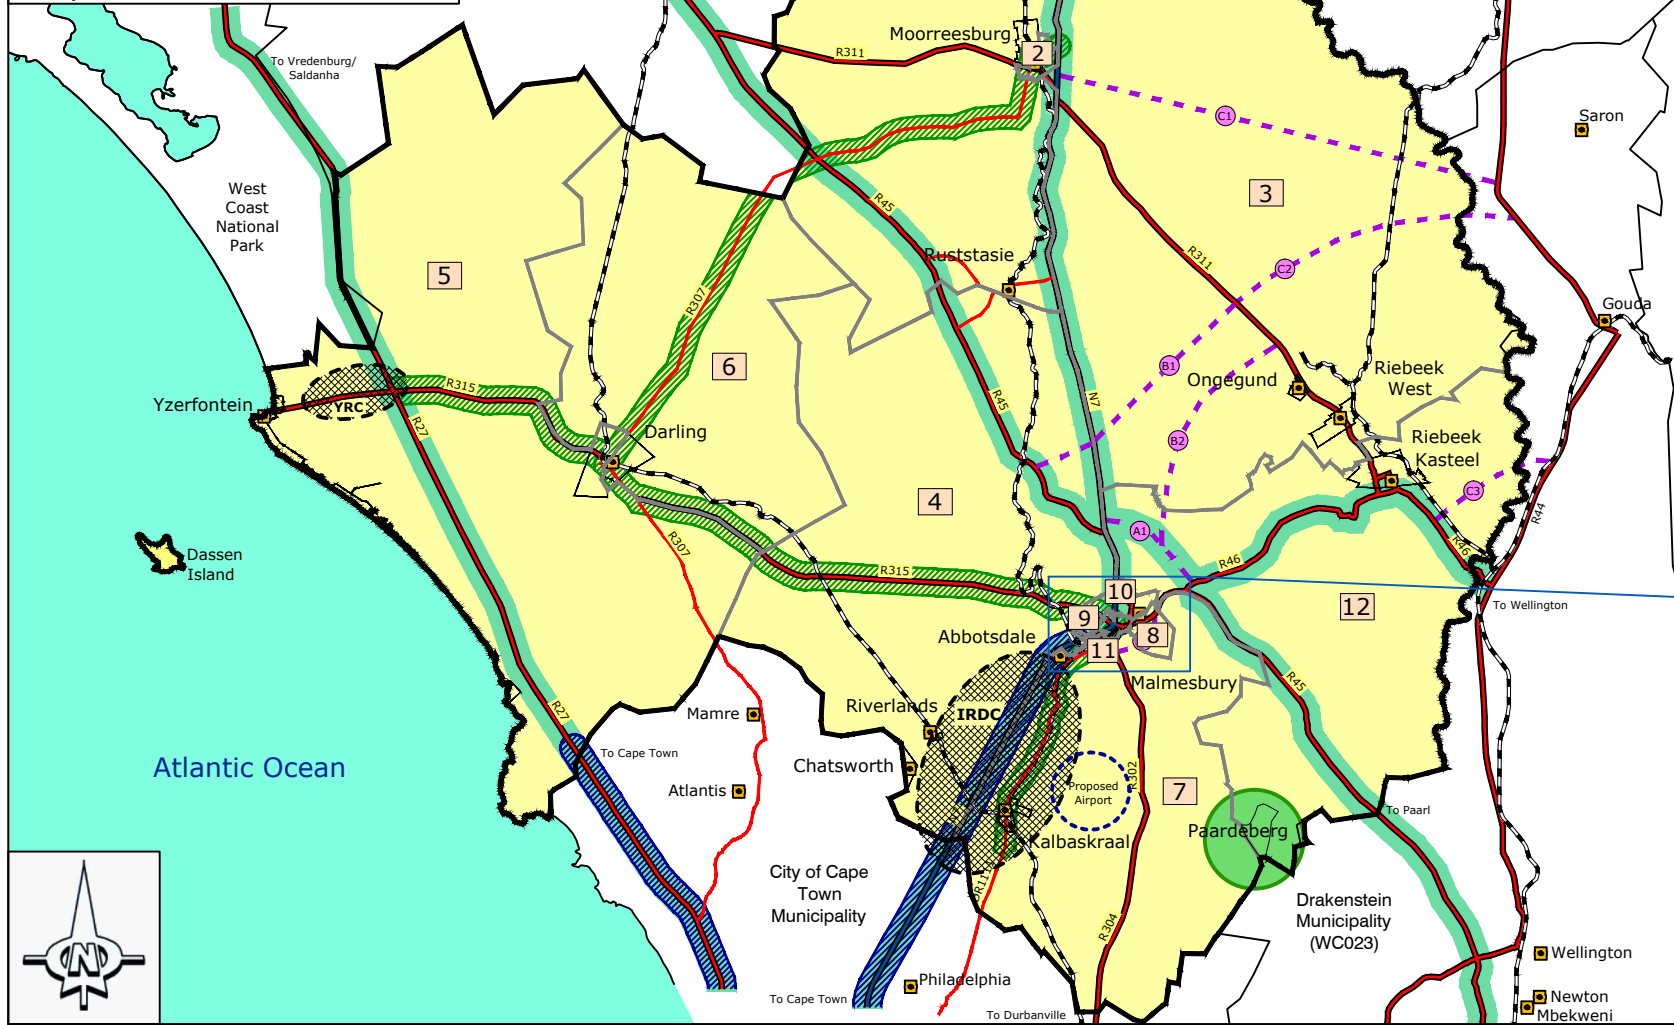 Moorreesburg
2
R311
To Vredenburg/
Saldanha
C1
Saron
3
West
Coast
National
Park
R45
R311
Ruststasie
C2
5
R307
Gouda
6
B1
Riebeek
West
Ongegund
R315
YRC
Yzerfontein
R27
R45
N7
Darling
B2
Riebeek
Kasteel
4
C3
R44
A1
Dassen
Island
R307
R315
R46
R46
10
12
To Wellington
9
8
Abbotsdale
11
Malmesbury
R45
Riverlands
IRDC
Mamre
R27
To Cape Town
Atlantic Ocean
Chatsworth
R302
Proposed
Airport
7
Atlantis
To Paarl
Paardeberg
Kalbaskraal
City of Cape
Town
Municipality
Drakenstein
Municipality
(WC023)
R304
N
Wellington
Philadelphia
To Cape Town
Newton
Mbekweni
To Durbanville